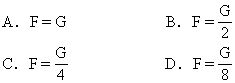 A. F=G B. F=G/2
C. F=G/4 D. F=G/8